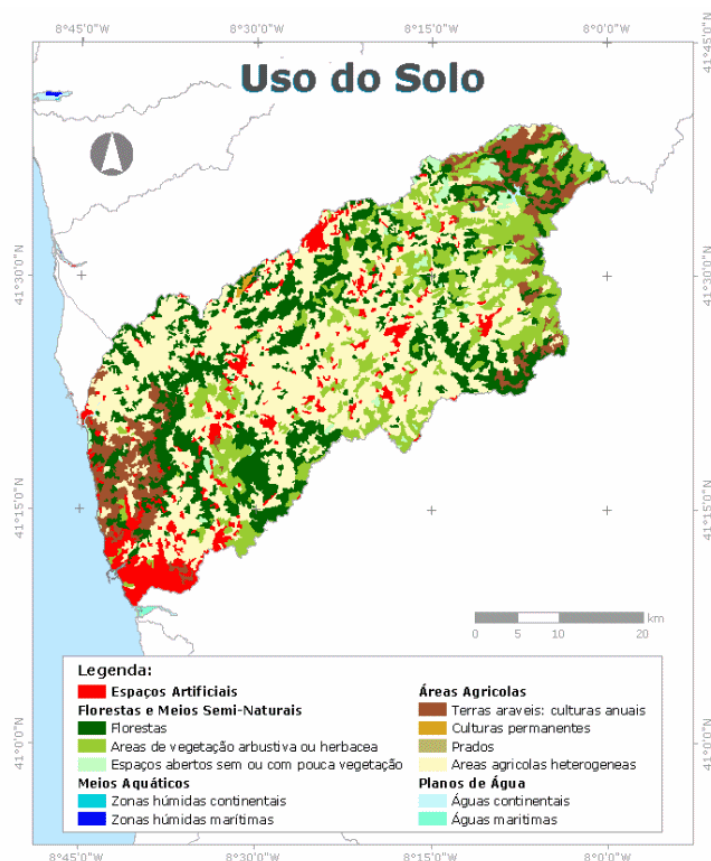 8°45'0"W 8°30'0"W 8°15'0"W 8°0'0"W
41°45'0"N
41°45'0"N
Uso do Solo
41°30'0"N
41°30'0"N
41°15'0"N
41°15'0"N
km
0 5 10 20
Legenda:
Espaços Artificiais
Florestas e Meios Semi-Naturais
Florestas
Areas de vegetação arbustiva ou herbacea
Espaços abertos sem ou com pouca vegetação
Meios Aquáticos
Zonas húmidas continentais
Zonas húmidas marítimas
Áreas Agricolas
Terras araveis: culturas anuais
Culturas permanentes
Prados
Areas agricolas heterogeneas
Planos de Água
Águas continentais
Águas maritimas
41°0'0"N
41°0'0"N
8°45'0"W 8°30'0"W 8°15'0"W 8°0'0"W